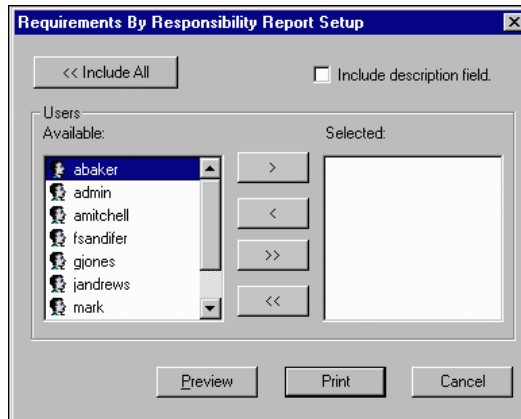 Requirements By Responsibility Report Setup
<< Include All
Include description field.
Users
Available:
Selected:
abaker
admin
amitchell
fsandifer
gjones
jandrews
mark
>
<
>>
<<
Preview
Print
Cancel